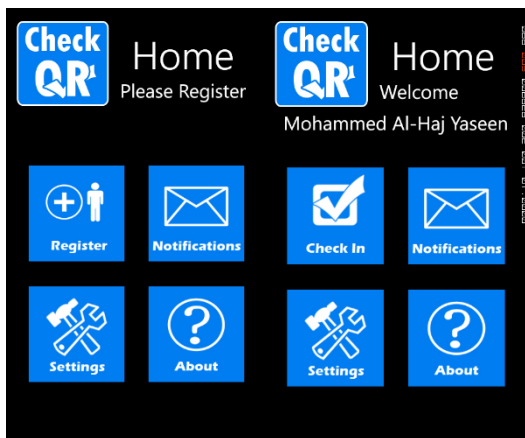 Check
QR
Home
Please Register
Register
Notifications
Settings
About
Check
QR
Home
Welcome
Mohammed Al-Haj Yaseen
Check In
Notifications
Settings
About